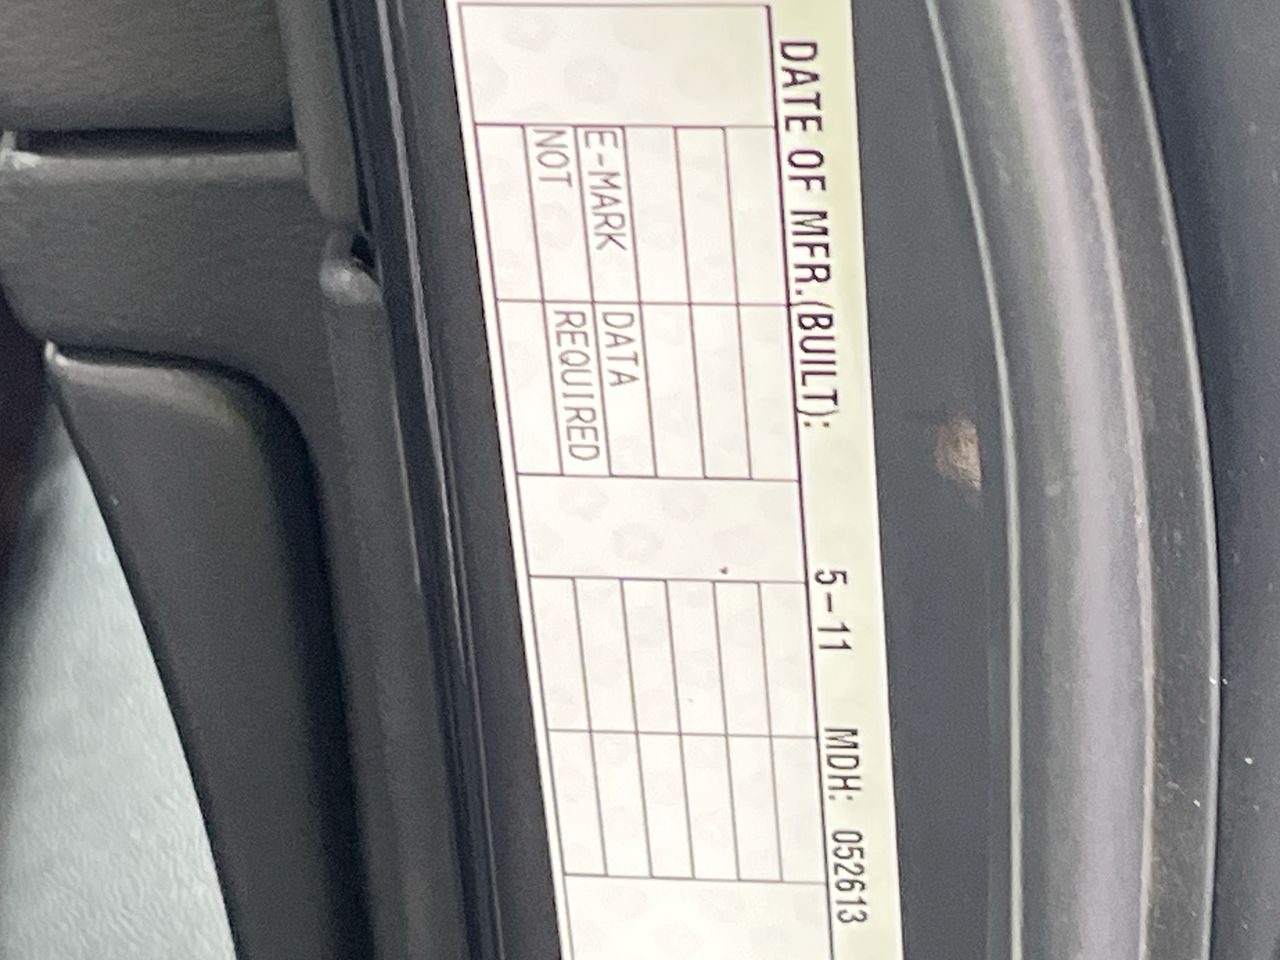 DATE OF MFR.(BUILT): 5-11 MDH: 052613
E-MARK DATA
NOT REQUIRED